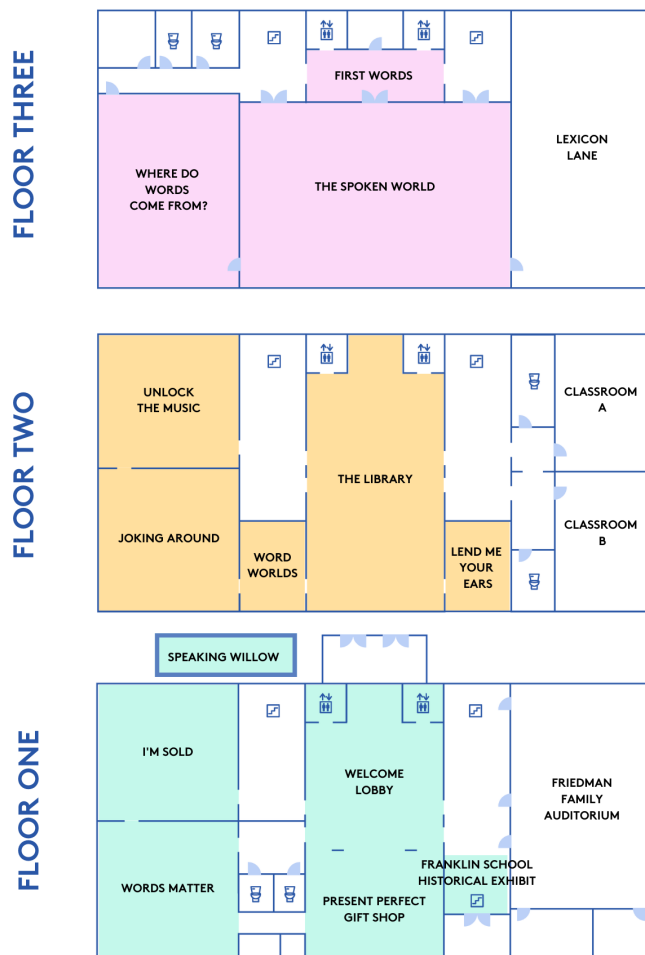 FLOOR THREE
FIRST WORDS
LEXICON
LANE
WHERE DO
WORDS
COME FROM?
THE SPOKEN WORLD
FLOOR TWO
UNLOCK
THE MUSIC
CLASSROOM
A
THE LIBRARY
JOKING AROUND
WORD
WORLDS
LEND ME
YOUR
EARS
CLASSROOM
B
FLOOR ONE
SPEAKING WILLOW
I'M SOLD
WELCOME
LOBBY
FRIEDMAN
FAMILY
AUDITORIUM
WORDS MATTER
FRANKLIN SCHOOL
HISTORICAL EXHIBIT
PRESENT PERFECT
GIFT SHOP